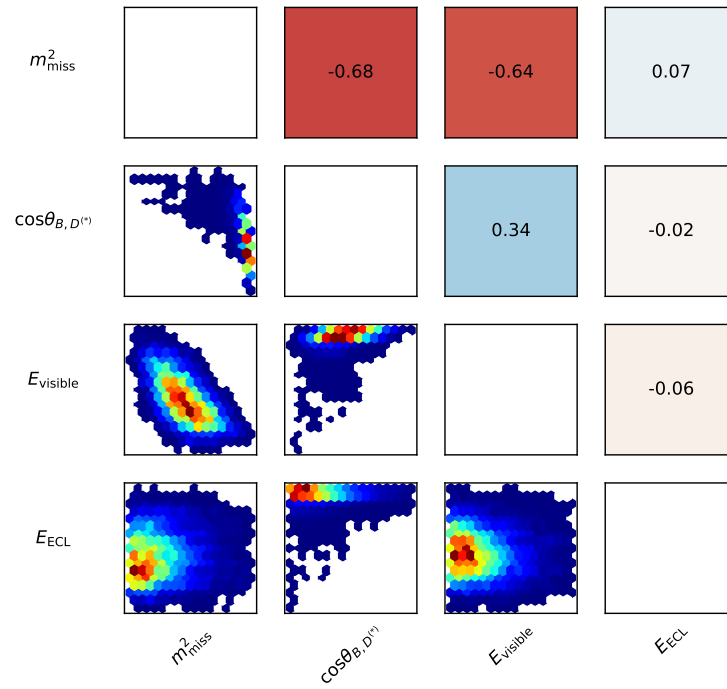 m²miss -0.68 -0.64 0.07
cosθB, D(*) 0.34 -0.02
Evisible -0.06
EECL
m²miss cosθB, D(*) Evisible EECL